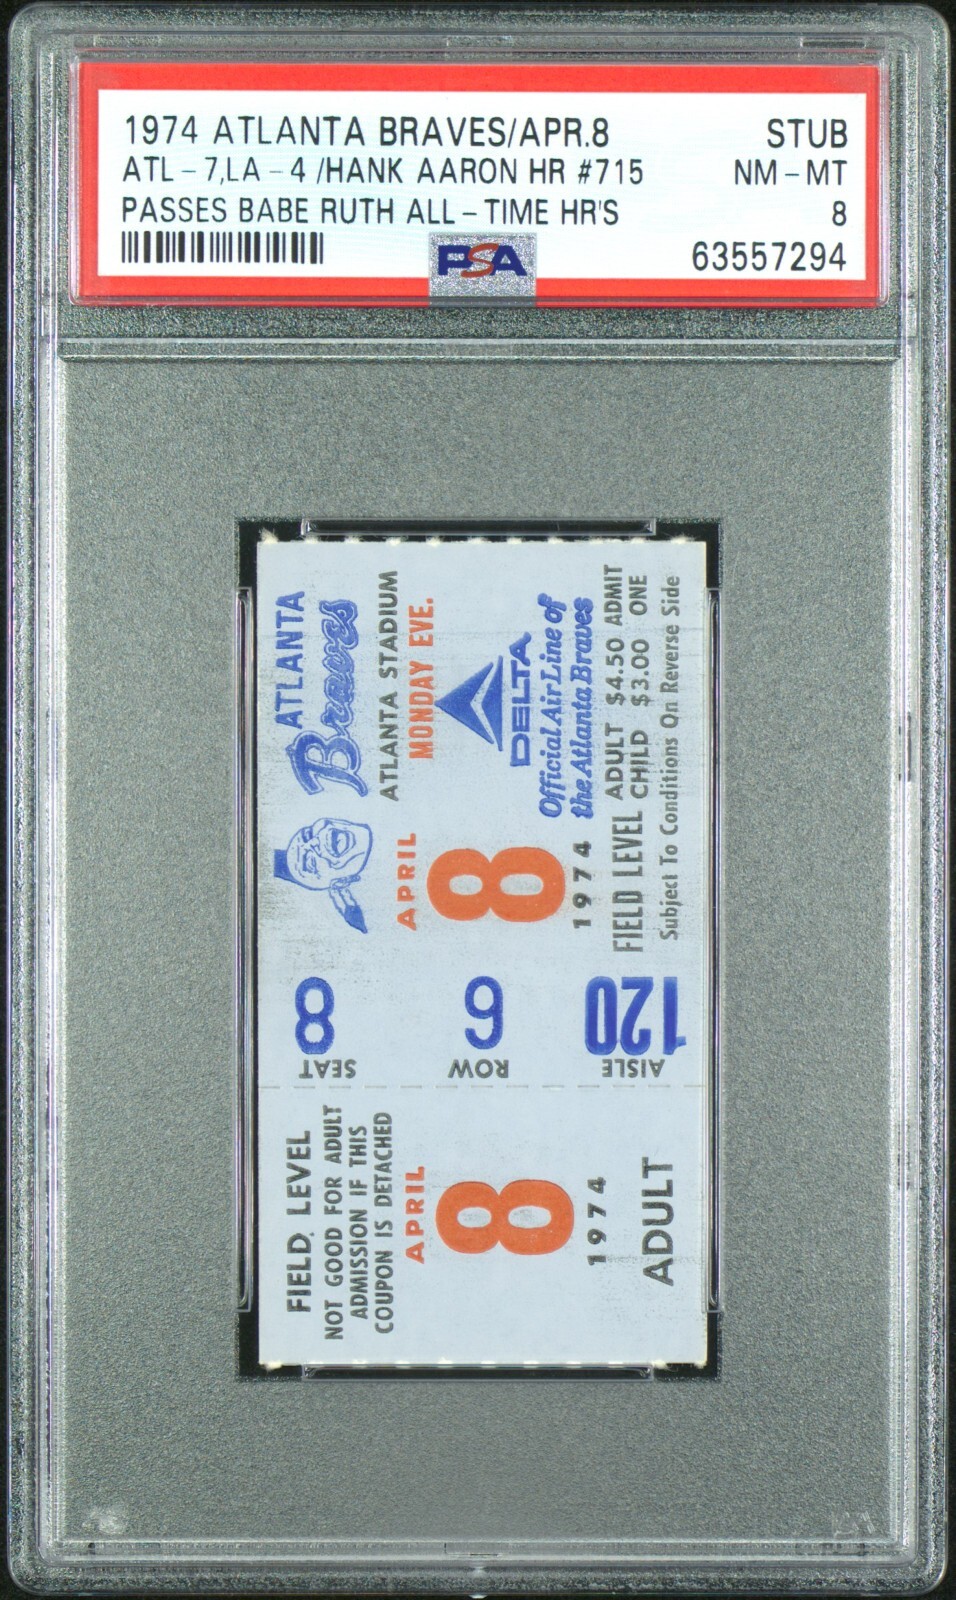 1974 ATLANTA BRAVES/APR.8 STUB
ATL-7,LA-4 /HANK AARON HR #715 NM-MT
PASSES BABE RUTH ALL-TIME HR'S 8
PSA 63557294
ATLANTA
Braves
ATLANTA STADIUM
MONDAY EVE.
DELTA
Official Air Line of
the Atlanta Braves
APRIL
8
1974
FIELD LEVEL
ADULT $4.50 ADMIT
CHILD $3.00 ONE
Subject To Conditions On Reverse Side
AISLE
120
ROW
6
SEAT
8
FIELD LEVEL
NOT GOOD FOR ADULT
ADMISSION IF THIS
COUPON IS DETACHED
APRIL
8
1974
ADULT